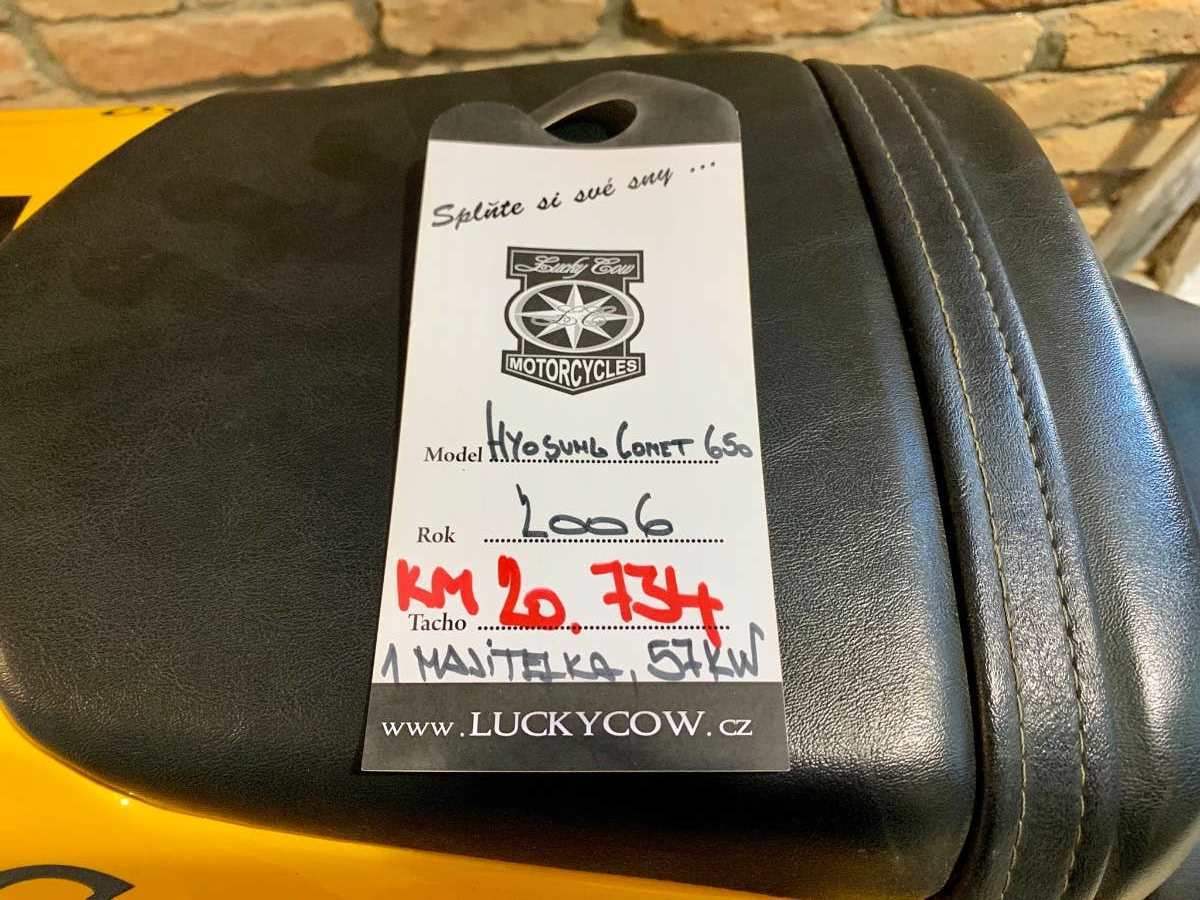 Splňte si své sny ...
Lucky Cow
LC
MOTORCYCLES
Model HYOSUNG COMET 650
Rok 2006
KM 20.734
Tacho
1 MAJITELKA, 57KW
www.LUCKYCOW.cz